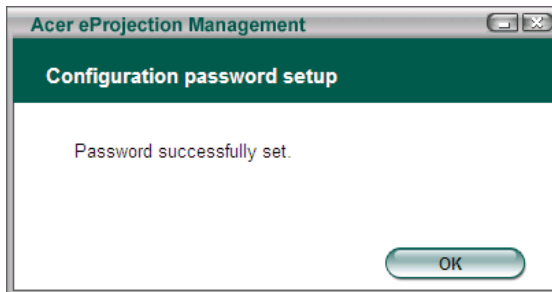 Acer eProjection Management
Configuration password setup
Password successfully set.
OK